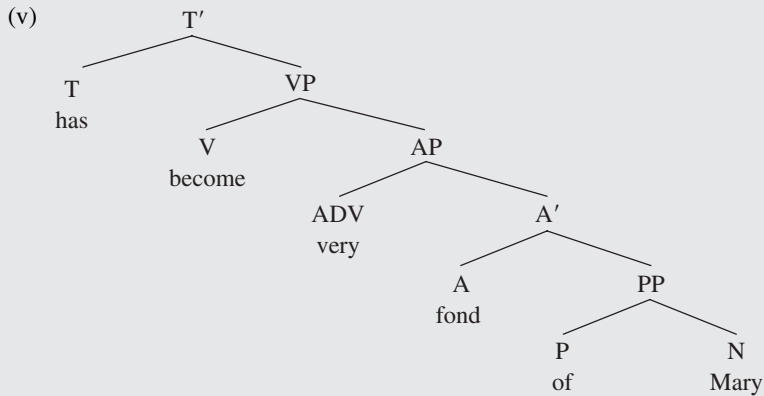 (v) T′
T VP
has
V AP
become
ADV A′
very
A PP
fond
P N
of Mary